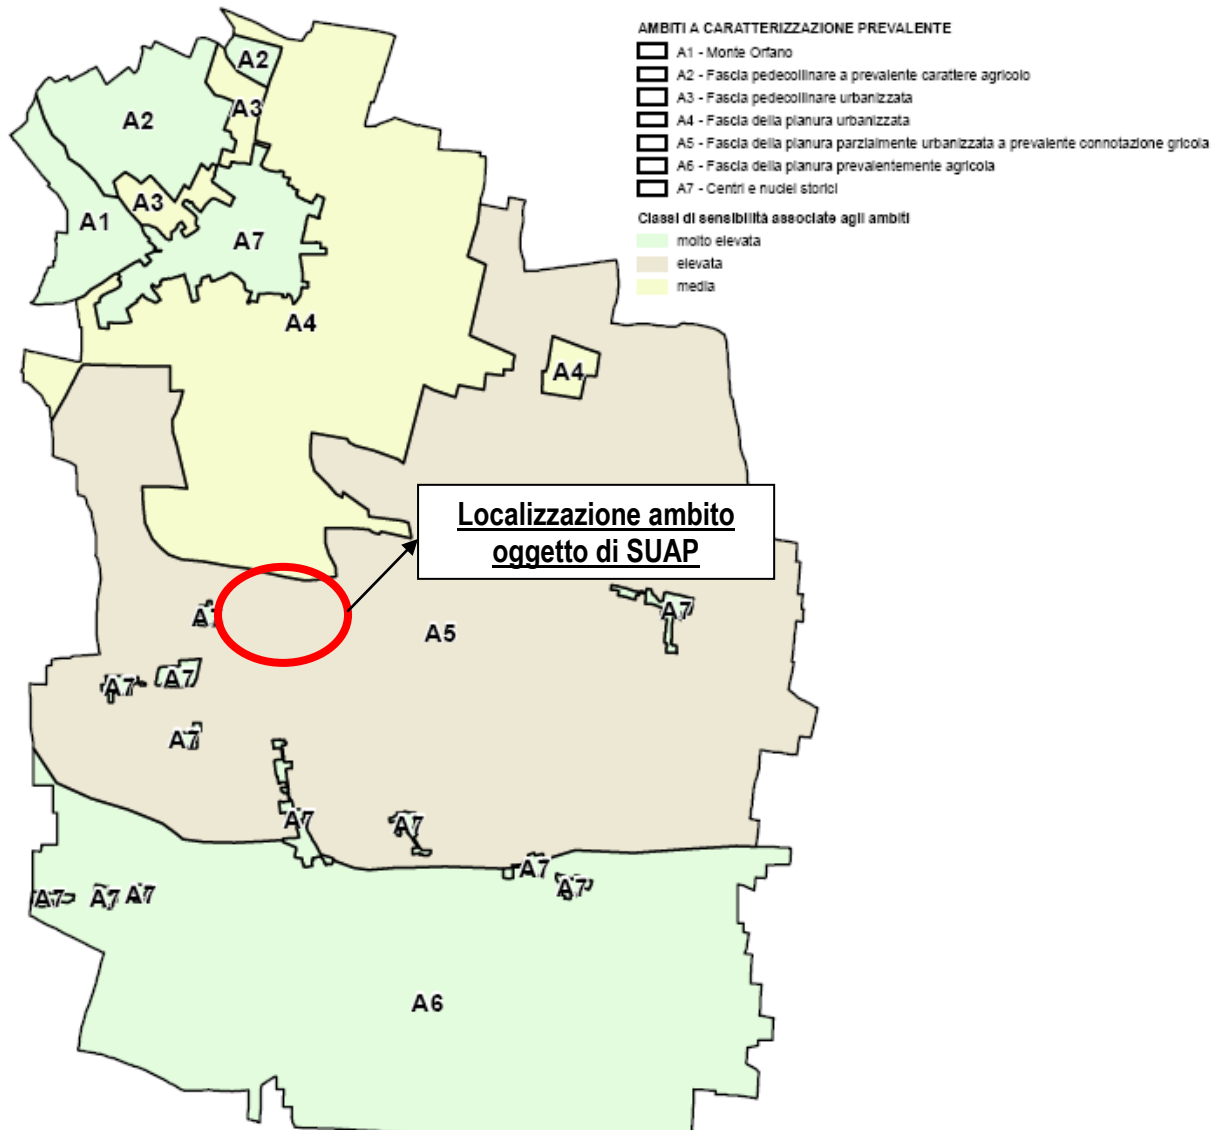 AMBITI A CARATTERIZZAZIONE PREVALENTE
A1 - Monte Orfano
A2 - Fascia pedecollinare a prevalente carattere agricolo
A3 - Fascia pedecollinare urbanizzata
A4 - Fascia della pianura urbanizzata
A5 - Fascia della pianura parzialmente urbanizzata a prevalente connotazione gricola
A6 - Fascia della pianura prevalentemente agricola
A7 - Centri e nuclei storici
Classi di sensibilità associate agli ambiti
molto elevata
elevata
media
A2
A2
A3
A3
A1
A7
A4
A4
Localizzazione ambito
oggetto di SUAP
A7
A7
A5
A7
A7
A7
A7
A7
A7
A7
A7
A7
A7
A6